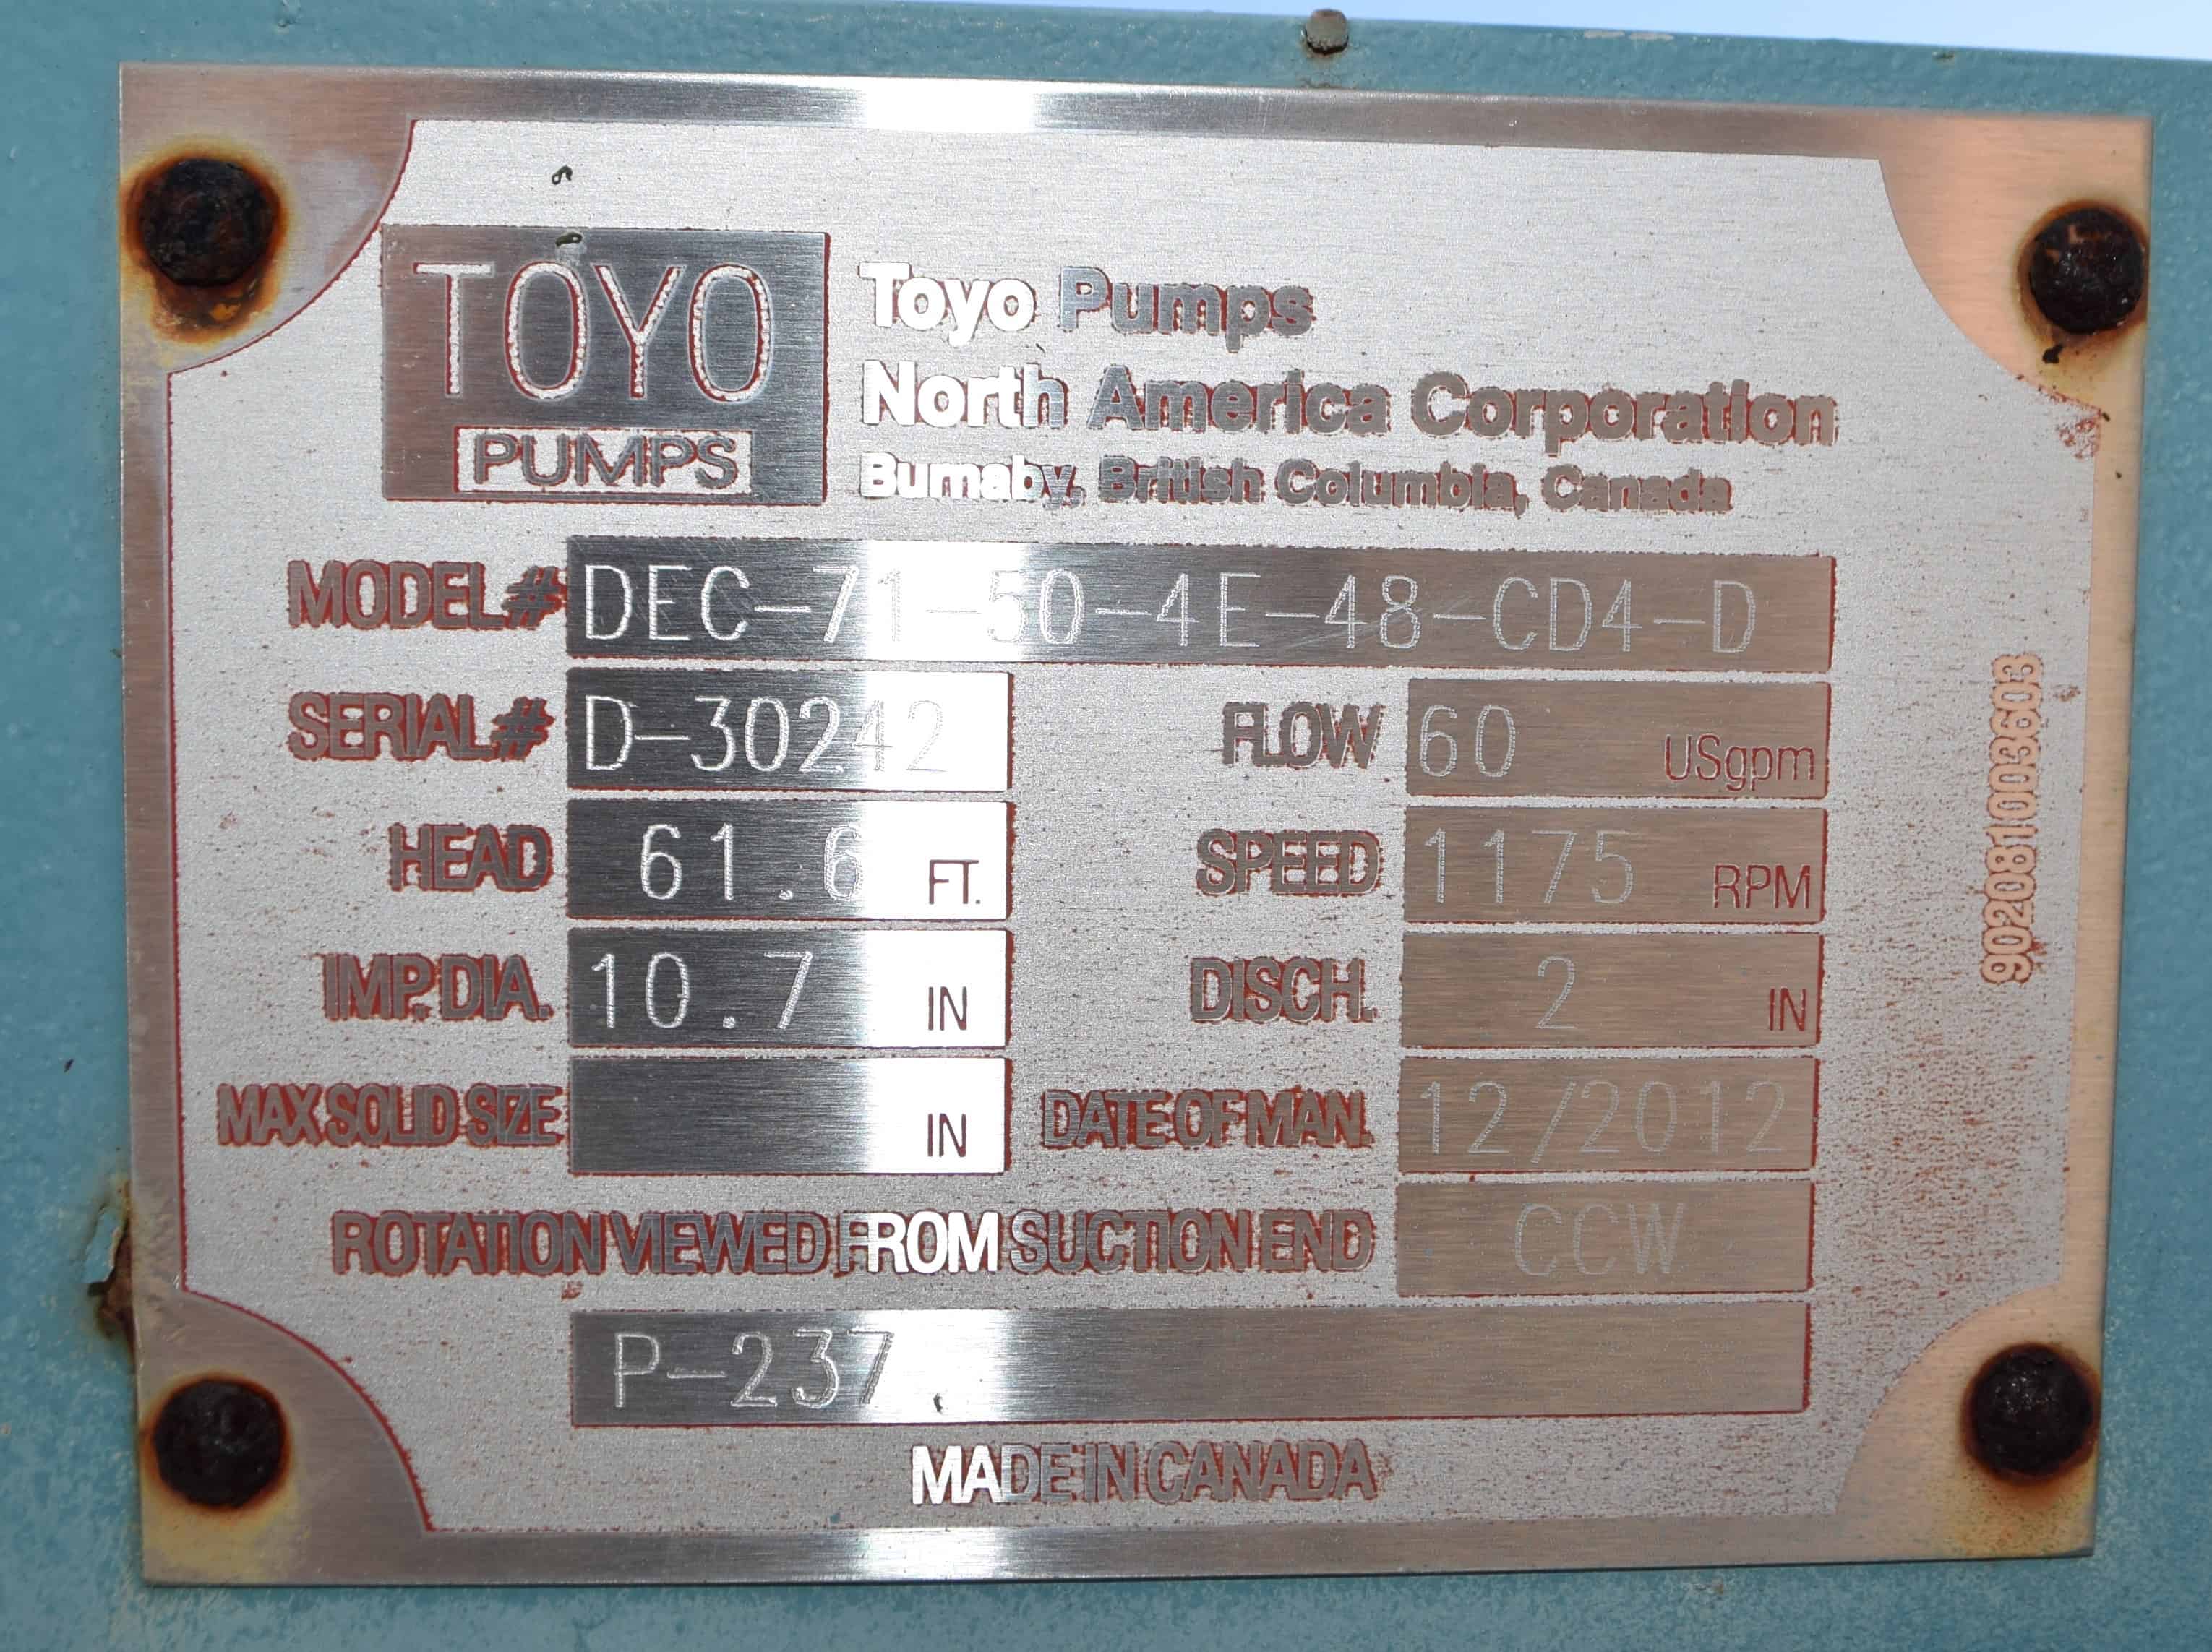 TOYO
PUMPS
Toyo Pumps
North America Corporation
Burnaby, British Columbia, Canada
MODEL# DEC-71-50-4E-48-CD4-D
SERIAL# D-30242 FLOW 60 USgpm
HEAD 61.6 FT. SPEED 1175 RPM
IMP. DIA. 10.7 IN DISCH. 2 IN
MAX SOLID SIZE IN DATE OF MAN. 12/2012
ROTATION VIEWED FROM SUCTION END CCW
P-237
MADE IN CANADA
9020810003603